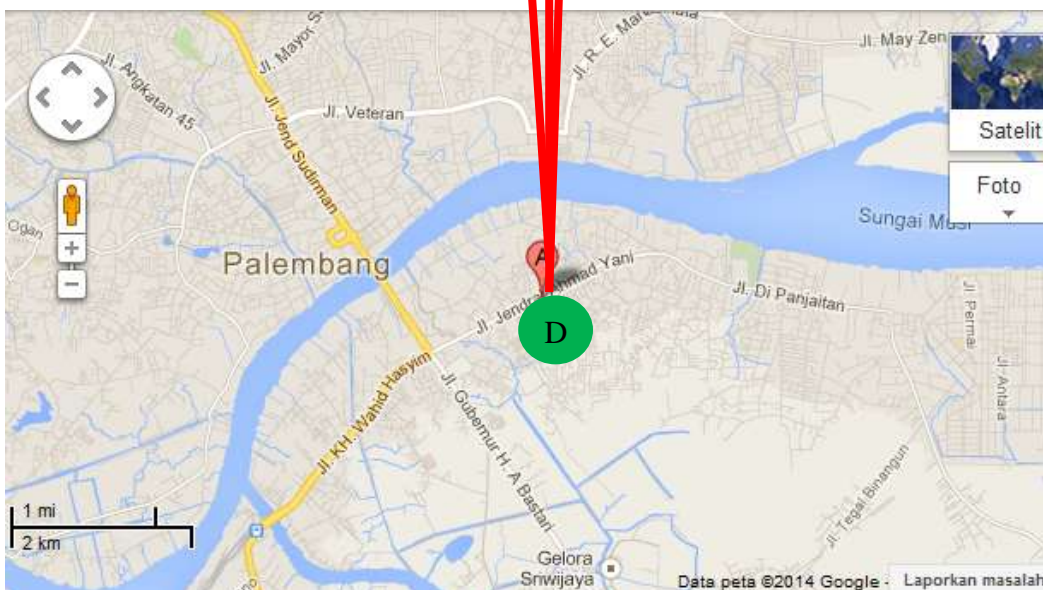 Jl. Mayor
Jl. R. E. Mar
Jl. May Zen
Jl. Angkatan 45
Jl. Veteran
Jl. Jend Sudirman
Satelit
Foto
Ogan
Sungai Musi
Palembang
A
Jl. Jendral Ahmad Yani
Jl. Di Panjaitan
Jl. Permai
D
Jl. Antara
Jl. KH. Wahid Hasyim
Jl. Gubernur H. A Bastari
Jl. Tegal Binangun
1 mi
2 km
Gelora
Sriwijaya
Data peta ©2014 Google -
Laporkan masalah